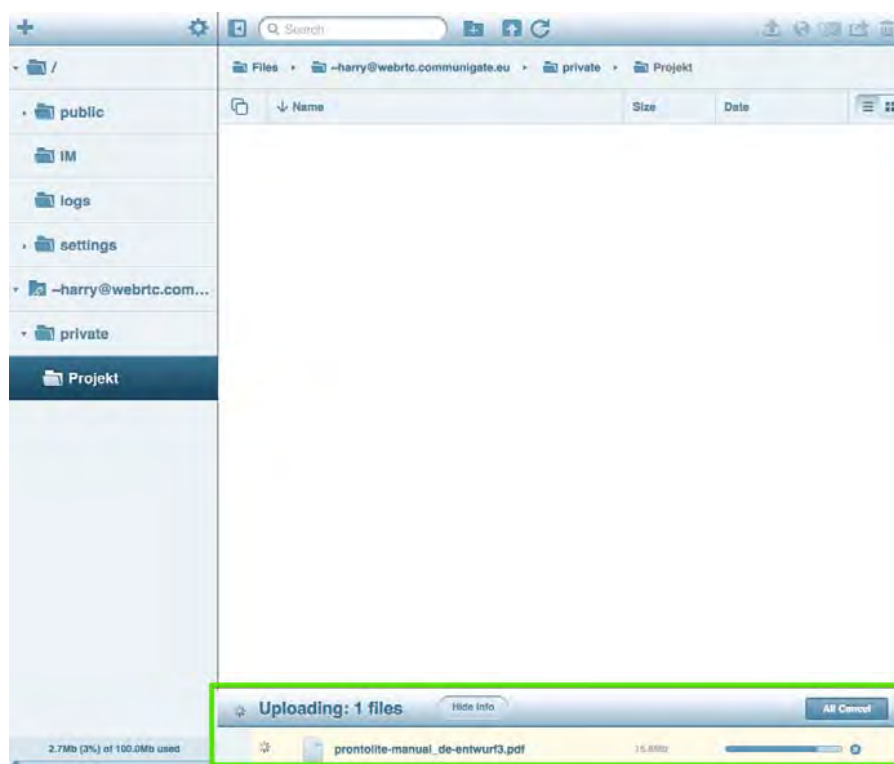 Search
/
Files
~harry@webrtc.communigate.eu
private
Projekt
public
Name
Size
Date
IM
logs
settings
~harry@webrtc.com...
private
Projekt
Uploading: 1 files
Hide Info
All Cancel
2.7Mb (3%) of 100.0Mb used
prontolite-manual_de-entwurf3.pdf